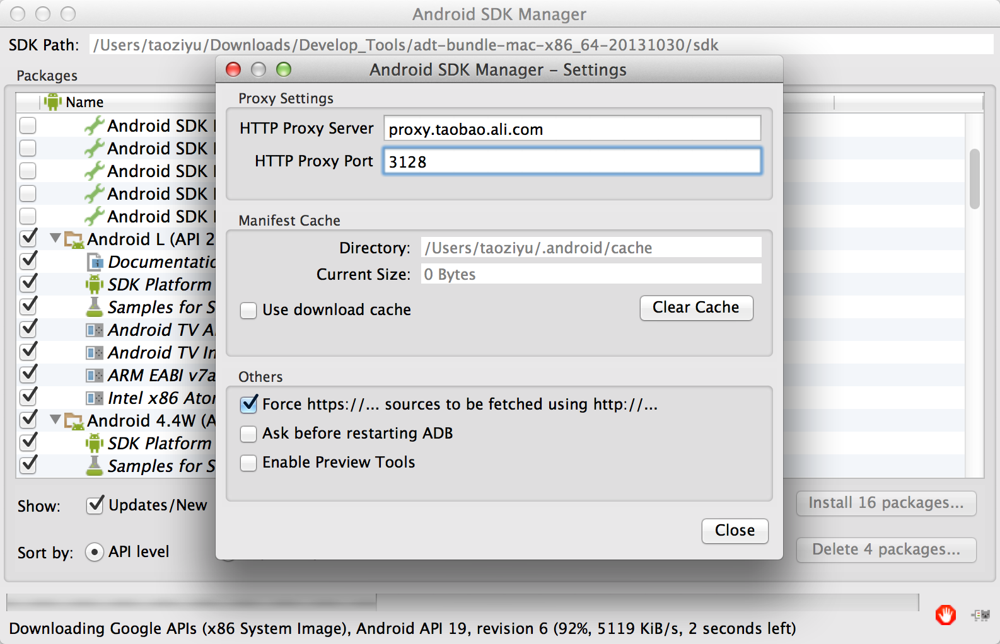 Android SDK Manager
SDK Path: /Users/taoziyu/Downloads/Develop_Tools/adt-bundle-mac-x86_64-20131030/sdk
Android SDK Manager – Settings
Packages
Name
Android SDK
Android SDK
Android SDK
Android SDK
Android SDK
Android L (API 2
Documentatio
SDK Platform
Samples for S
Android TV A
Android TV In
ARM EABI v7a
Intel x86 Ato
Android 4.4W (A
SDK Platform
Samples for S
Proxy Settings
HTTP Proxy Server proxy.taobao.ali.com
HTTP Proxy Port 3128
Manifest Cache
Directory: /Users/taoziyu/.android/cache
Current Size: 0 Bytes
Use download cache
Clear Cache
Others
Force https://... sources to be fetched using http://...
Ask before restarting ADB
Enable Preview Tools
Close
Show: Updates/New
Install 16 packages...
Sort by: API level
Delete 4 packages...
Downloading Google APIs (x86 System Image), Android API 19, revision 6 (92%, 5119 KiB/s, 2 seconds left)